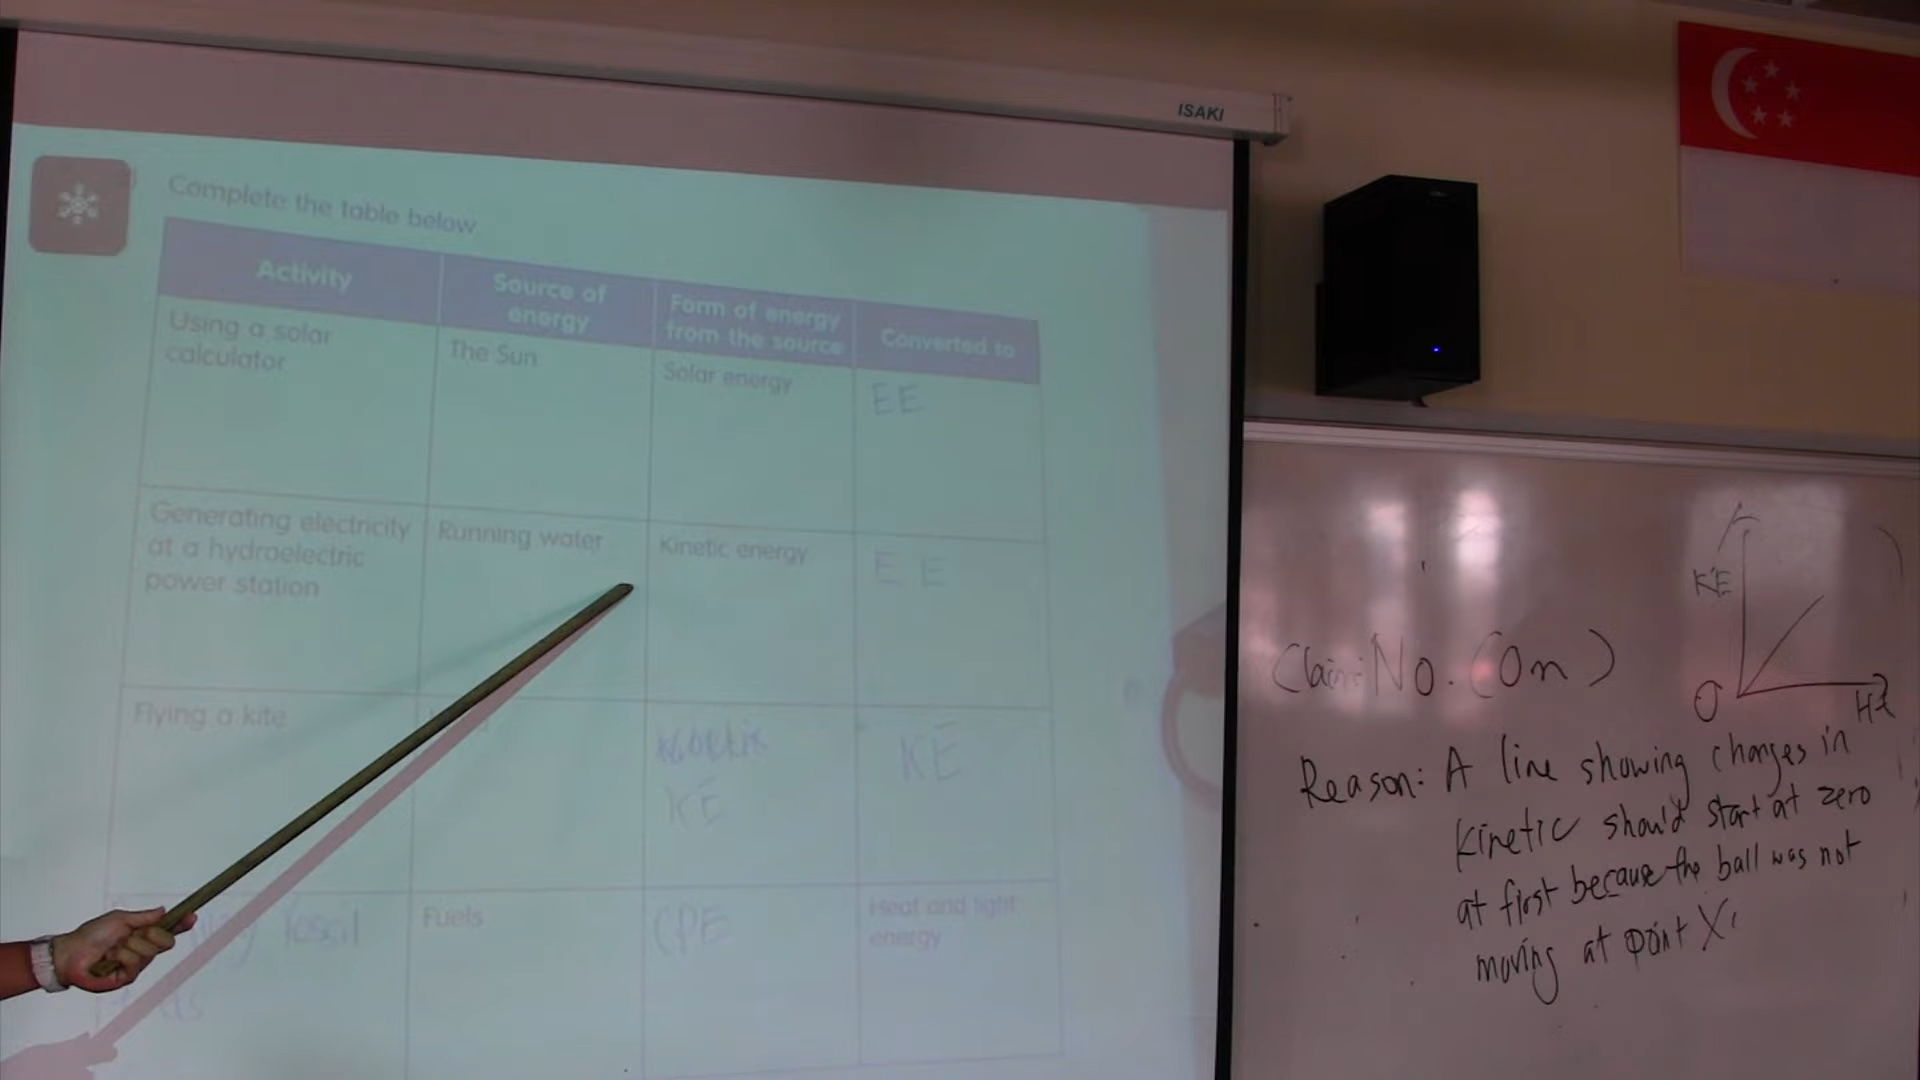 ISAKI
Complete the table below
Activity
Source of
energy
Form of energy
from the source
Converted to
Using a solar
calculator
The Sun
Solar energy
EE
Generating electricity
at a hydroelectric
power station
Running water
Kinetic energy
E E
Flying a kite
KE
KE
fossil
Fuels
CPE
Heat and light
energy
KE
O
Claim: No. (Om)
Reason: A line showing changes in
kinetic should start at zero
at first because the ball was not
moving at point X